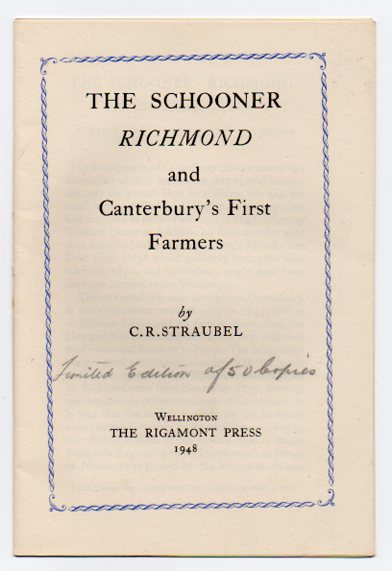 THE SCHOONER
RICHMOND
and
Canterbury's First
Farmers
by
C.R.STRAUBEL
Limited Edition of 50 Copies
WELLINGTON
THE RIGAMONT PRESS
1948